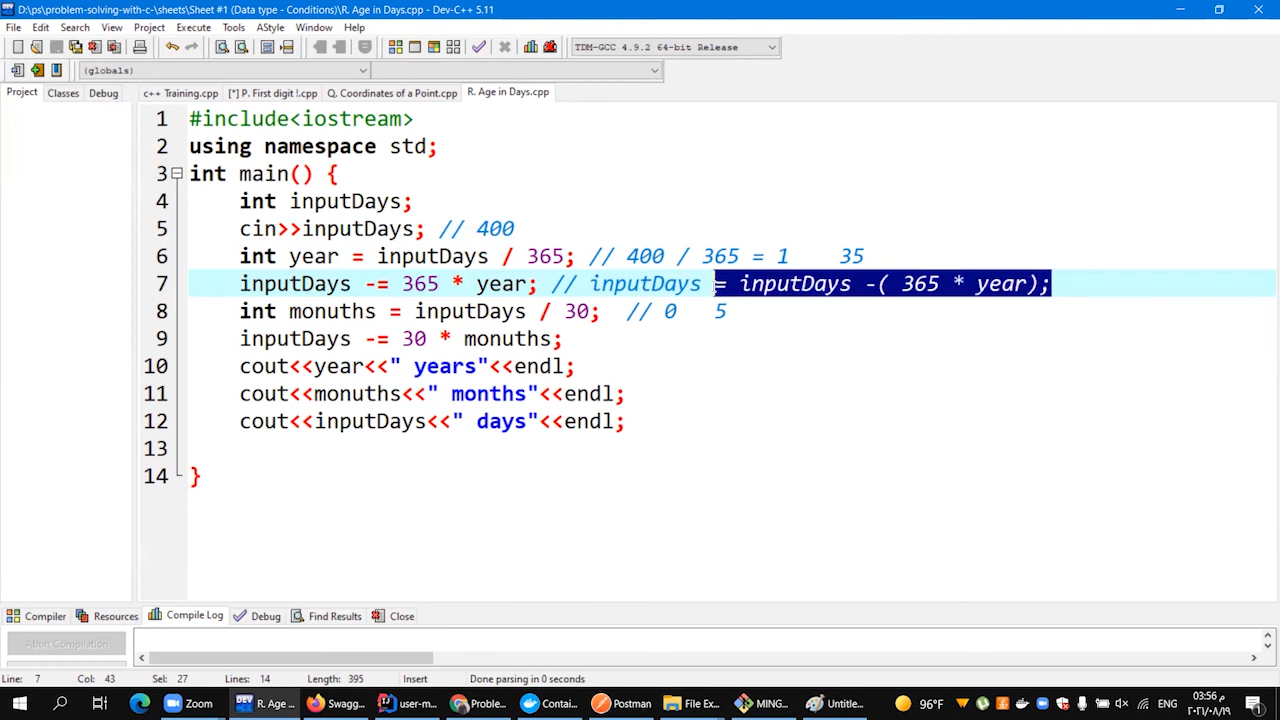 D:\ps\problem-solving-with-c-\sheets\Sheet #1 (Data type - Conditions)\R. Age in Days.cpp - Dev-C++ 5.11
File Edit Search View Project Execute Tools AStyle Window Help
TDM-GCC 4.9.2 64-bit Release
(globals)
Project Classes Debug c++ Training.cpp [*] P. First digit !.cpp Q. Coordinates of a Point.cpp R. Age in Days.cpp
1 #include<iostream>
2 using namespace std;
3 int main() {
4 int inputDays;
5 cin>>inputDays; // 400
6 int year = inputDays / 365; // 400 / 365 = 1 35
7 inputDays -= 365 * year; // inputDays = inputDays -( 365 * year);
8 int monuths = inputDays / 30; // 0 5
9 inputDays -= 30 * monuths;
10 cout<<year<<" years"<<endl;
11 cout<<monuths<<" months"<<endl;
12 cout<<inputDays<<" days"<<endl;
13
14 }
Compiler Resources Compile Log Debug Find Results Close
Abort Compilation
Line: 7 Col: 43 Sel: 27 Lines: 14 Length: 395 Insert Done parsing in 0 seconds
Zoom R. Age ... Swagg... user-m... Proble... Contai... Postman File Ex... MING... Untitle... 96°F ENG م 03:56